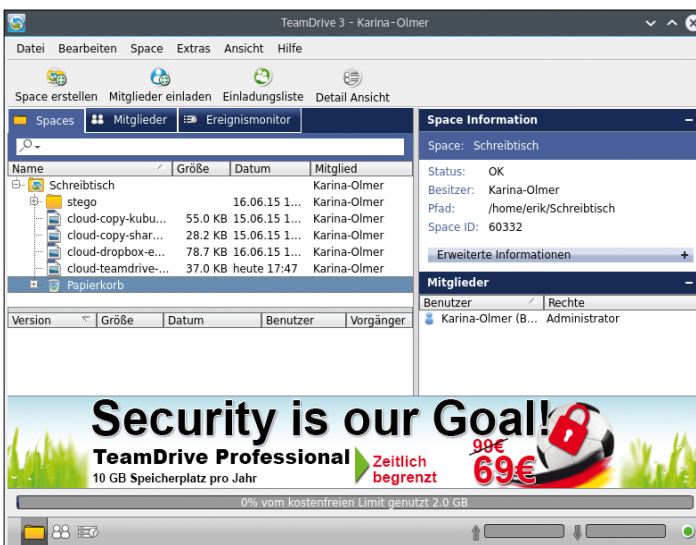 TeamDrive 3 - Karina-Olmer
Datei Bearbeiten Space Extras Ansicht Hilfe
Space erstellen Mitglieder einladen Einladungsliste Detail Ansicht
Spaces Mitglieder Ereignismonitor
Name Größe Datum Mitglied
Schreibtisch Karina-Olmer
stego 16.06.15 1... Karina-Olmer
cloud-copy-kubu... 55.0 KB 15.06.15 1... Karina-Olmer
cloud-copy-shar... 28.2 KB 15.06.15 1... Karina-Olmer
cloud-dropbox-e... 78.7 KB 16.06.15 1... Karina-Olmer
cloud-teamdrive-... 37.0 KB heute 17:47 Karina-Olmer
Papierkorb
Version Größe Datum Benutzer Vorgänger
Space Information
Space: Schreibtisch
Status: OK
Besitzer: Karina-Olmer
Pfad: /home/erik/Schreibtisch
Space ID: 60332
Erweiterte Informationen
Mitglieder
Benutzer Rechte
Karina-Olmer (B... Administrator
Security is our Goal!
TeamDrive Professional
10 GB Speicherplatz pro Jahr
Zeitlich
begrenzt
99€
69€
0% vom kostenfreien Limit genutzt 2.0 GB